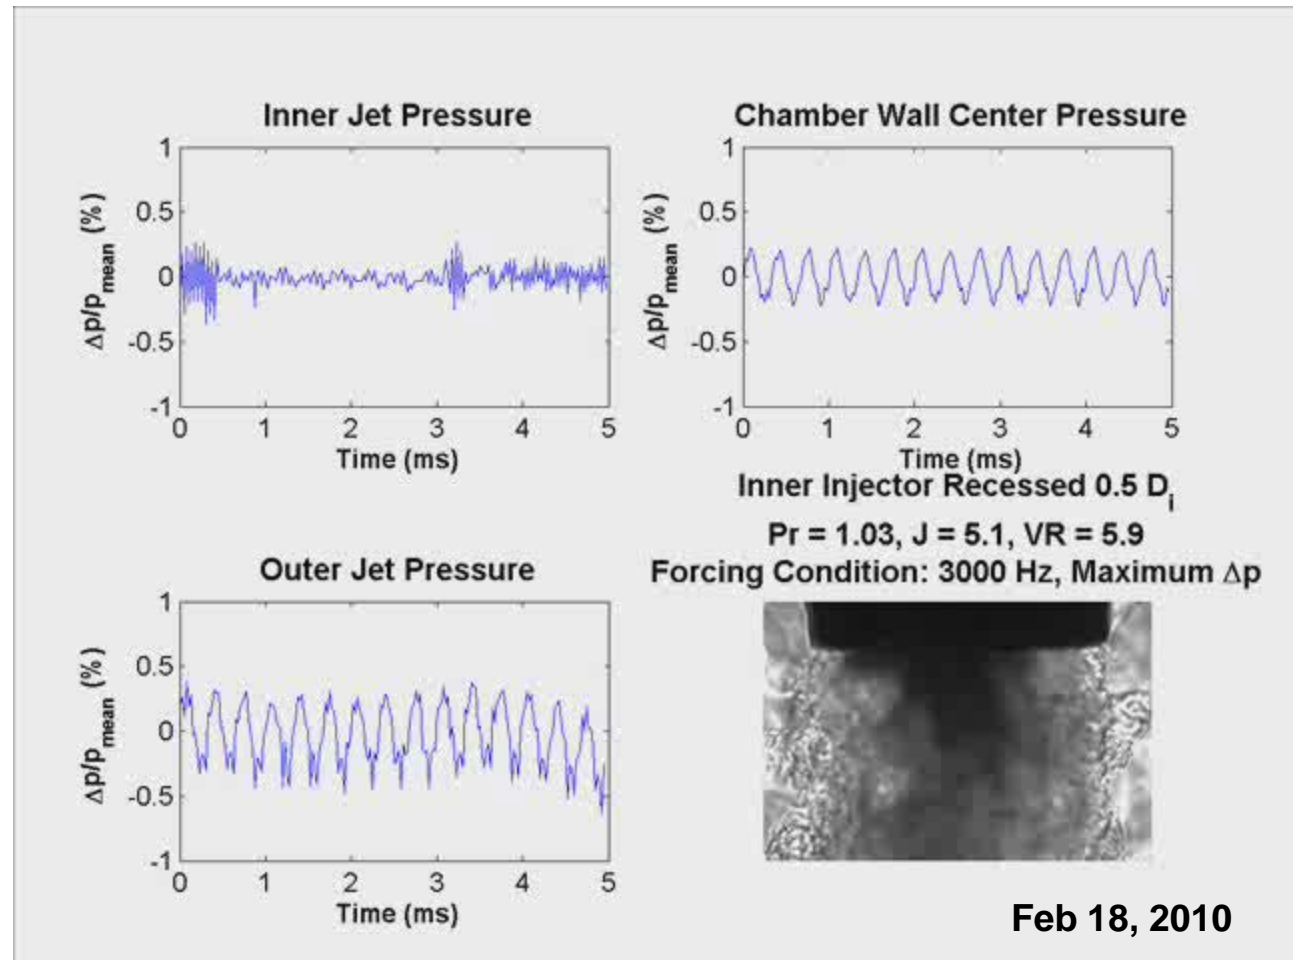 Inner Jet Pressure
Δp/p_mean (%)
1
0.5
0
-0.5
-1
0 1 2 3 4 5
Time (ms)
Chamber Wall Center Pressure
Δp/p_mean (%)
1
0.5
0
-0.5
-1
0 1 2 3 4 5
Time (ms)
Inner Injector Recessed 0.5 D_i
Pr = 1.03, J = 5.1, VR = 5.9
Forcing Condition: 3000 Hz, Maximum Δp
Outer Jet Pressure
Δp/p_mean (%)
1
0.5
0
-0.5
-1
0 1 2 3 4 5
Time (ms)
Feb 18, 2010